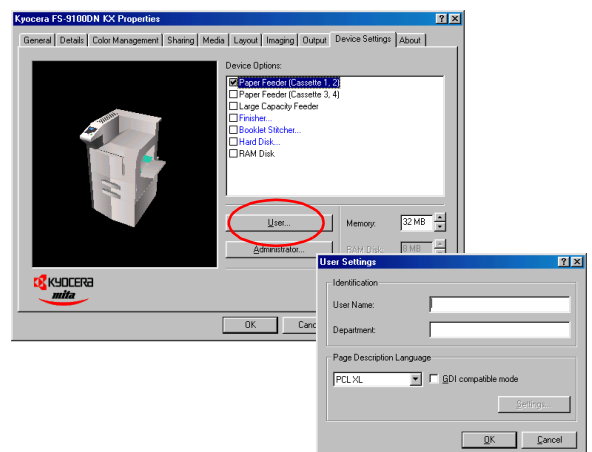 Kyocera FS-9100DN KX Properties
General Details Color Management Sharing Media Layout Imaging Output Device Settings About
Device Options:
Paper Feeder (Cassette 1, 2)
Paper Feeder (Cassette 3, 4)
Large Capacity Feeder
Finisher...
Booklet Stitcher...
Hard Disk...
RAM Disk
User... Memory: 32 MB
Administrator... RAM Disk: 8 MB
KYOCERA
mita
OK Canc
User Settings
Identification
User Name:
Department:
Page Description Language
PCL XL GDI compatible mode
Settings...
OK Cancel